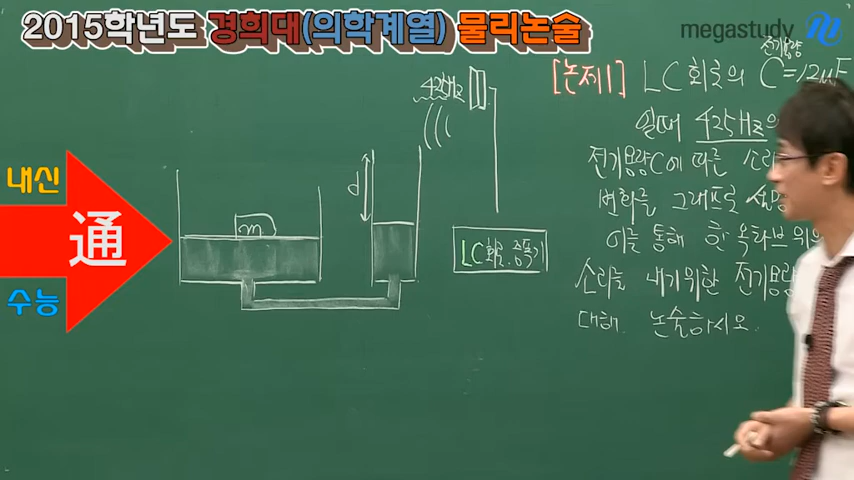 2015학년도 경희대(의학계열) 물리논술
megastudy
내신
通
수능
m
d
425Hz
LC회로.증폭기
전기용량
[논제1] LC회로의 C=12μF
일때 425Hz의
전기용량C에 따른 소리
변화를 그래프로 설명
이를 통해 한 옥타브 위의
소리를 내기위한 전기용량
대해 논술하시오.